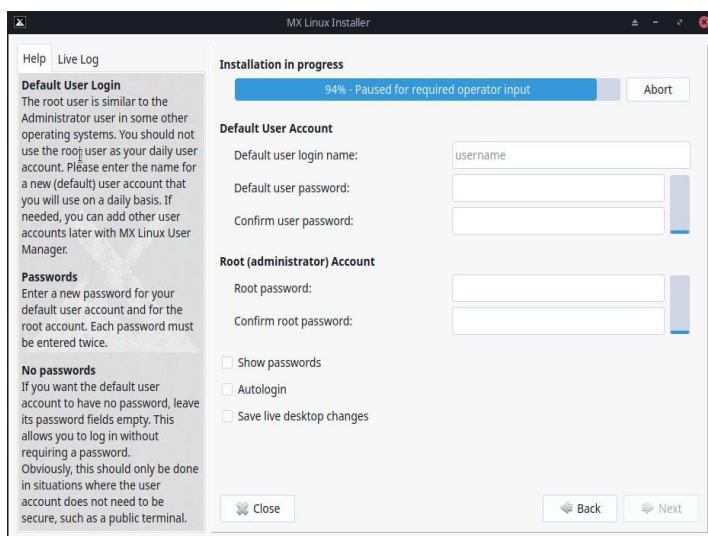 MX Linux Installer
Help
Live Log
Default User Login
The root user is similar to the
Administrator user in some other
operating systems. You should not
use the root user as your daily user
account. Please enter the name for
a new (default) user account that
you will use on a daily basis. If
needed, you can add other user
accounts later with MX Linux User
Manager.
Passwords
Enter a new password for your
default user account and for the
root account. Each password must
be entered twice.
No passwords
If you want the default user
account to have no password, leave
its password fields empty. This
allows you to log in without
requiring a password.
Obviously, this should only be done
in situations where the user
account does not need to be
secure, such as a public terminal.
Installation in progress
94% - Paused for required operator input
Abort
Default User Account
Default user login name:
username
Default user password:
Confirm user password:
Root (administrator) Account
Root password:
Confirm root password:
Show passwords
Autologin
Save live desktop changes
Close
Back
Next